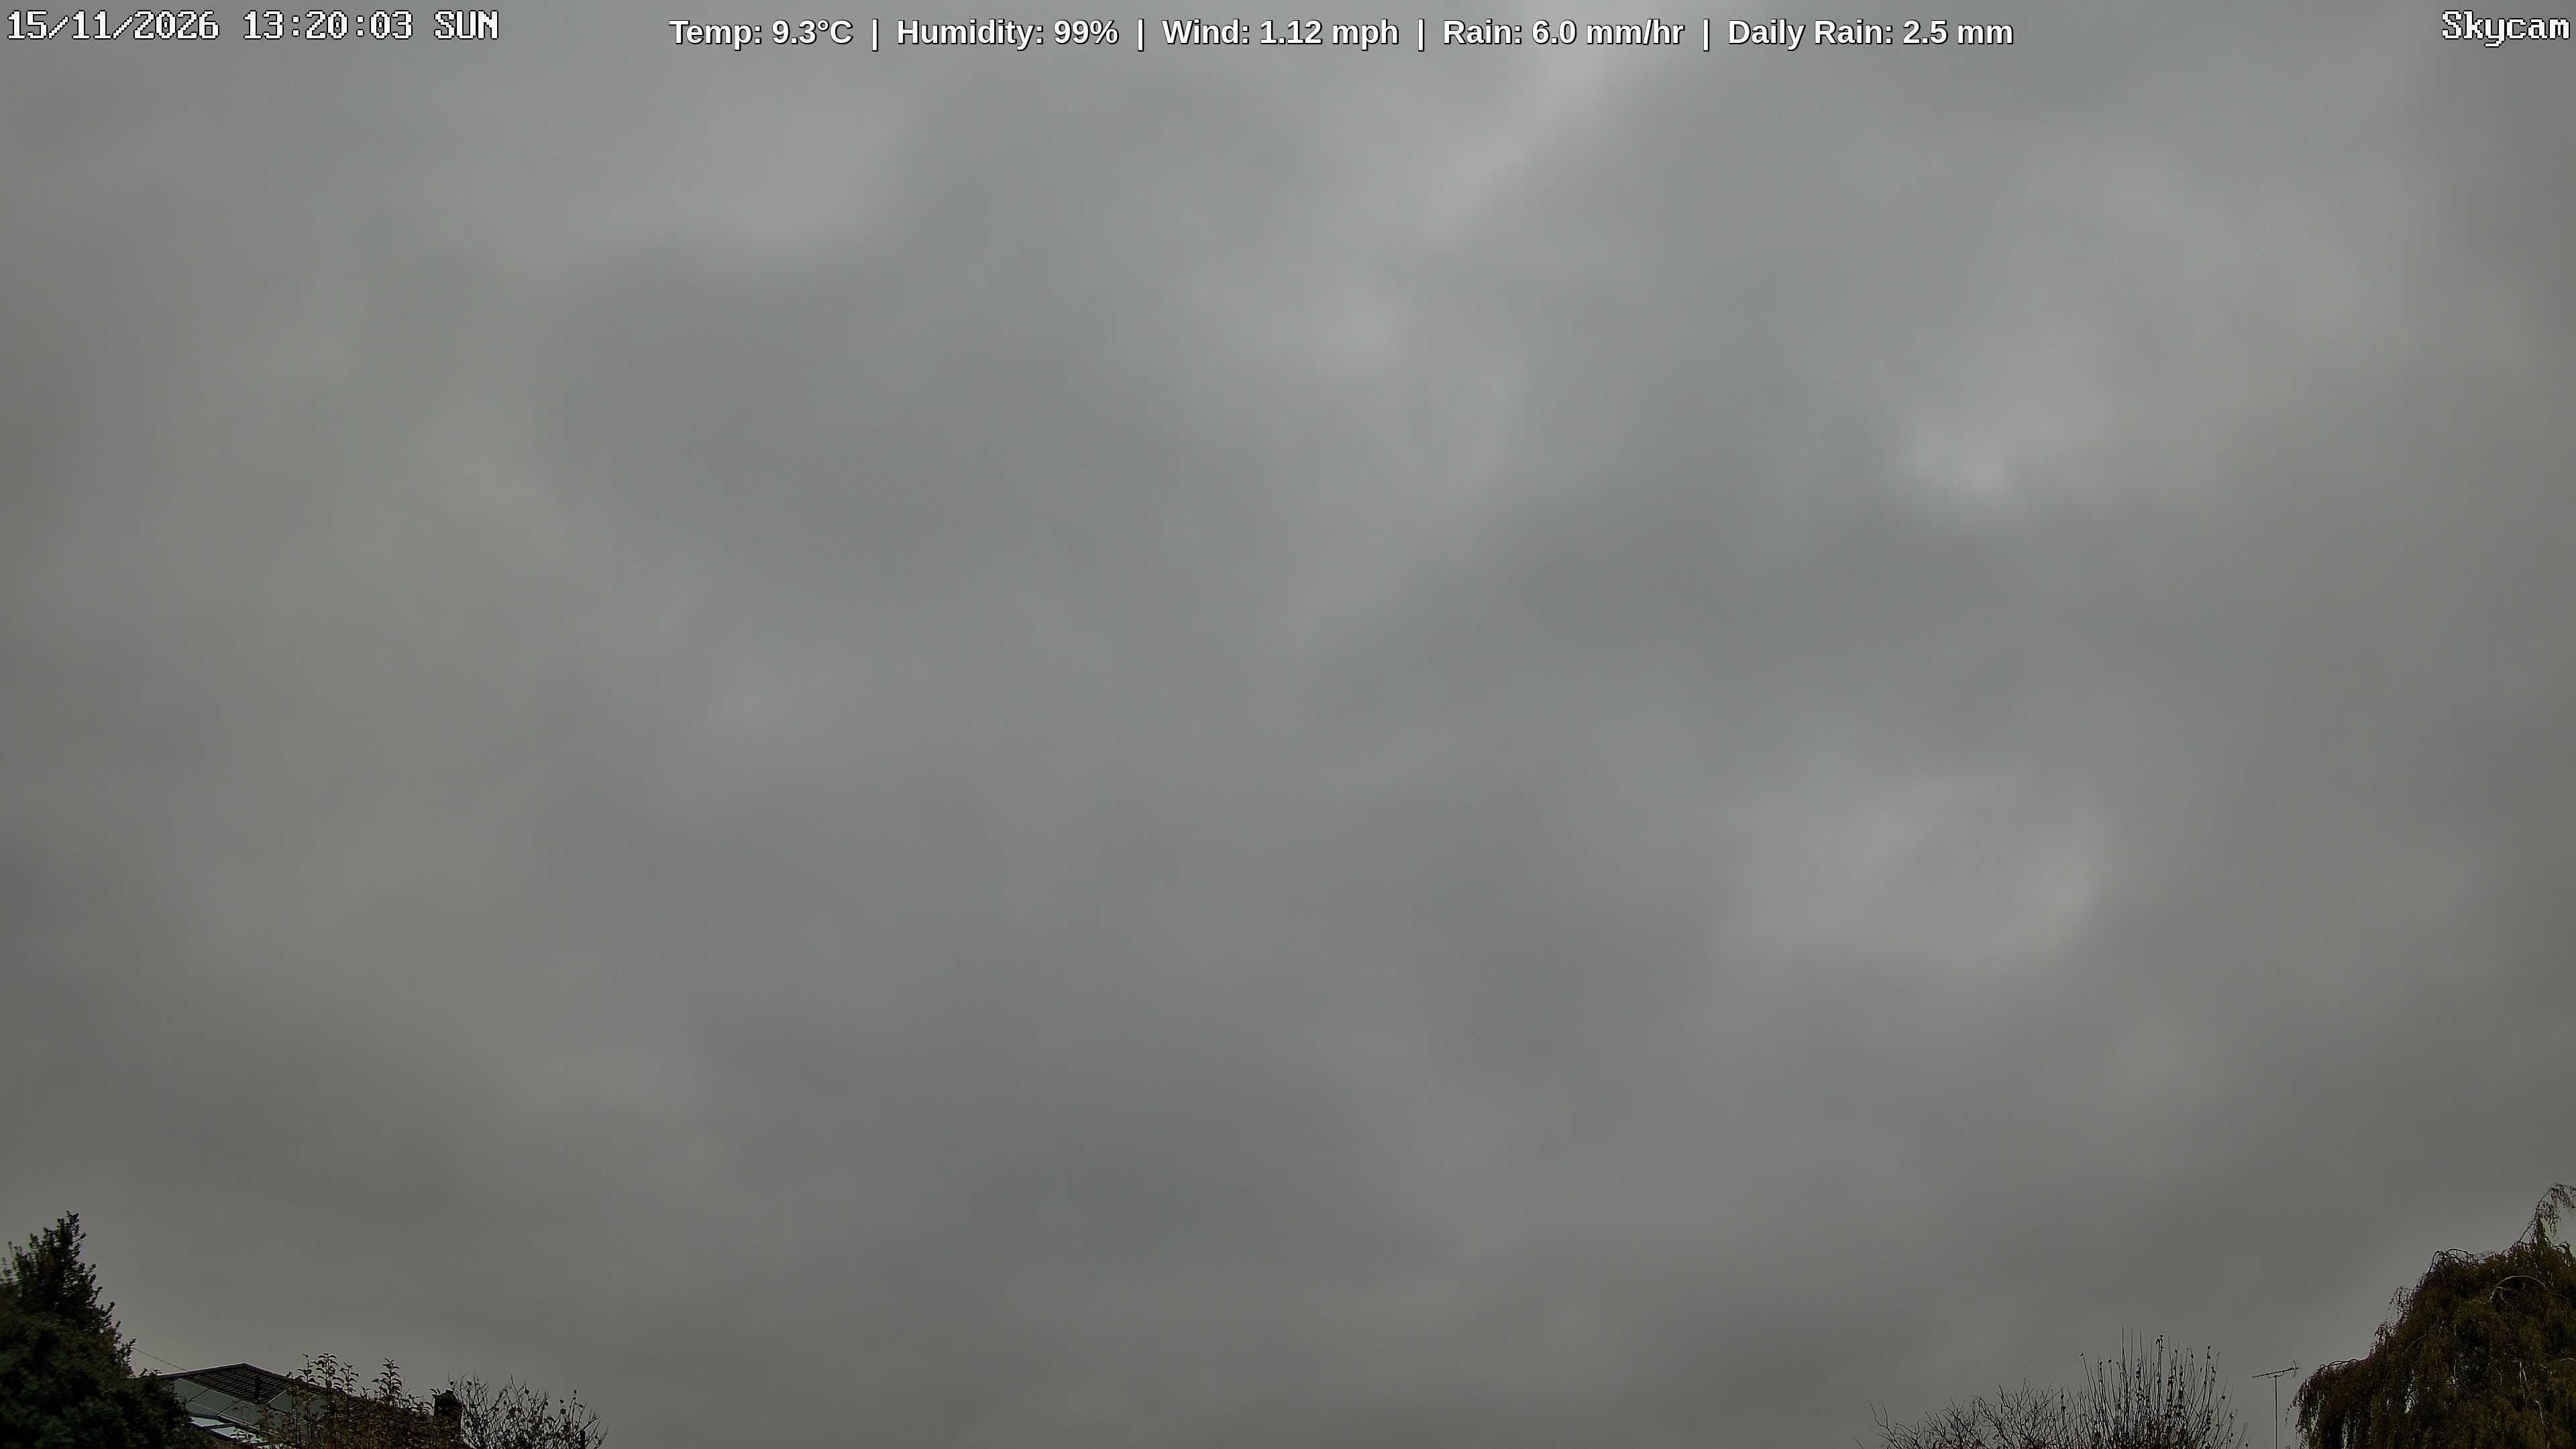 15/11/2026 13:20:03 SUN
Temp: 9.3°C | Humidity: 99% | Wind: 1.12 mph | Rain: 6.0 mm/hr | Daily Rain: 2.5 mm
Skycam